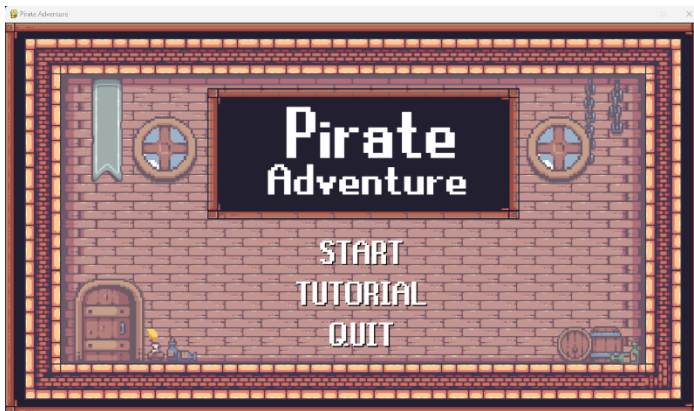 Pirate Adventure
Pirate
Adventure
START
TUTORIAL
QUIT